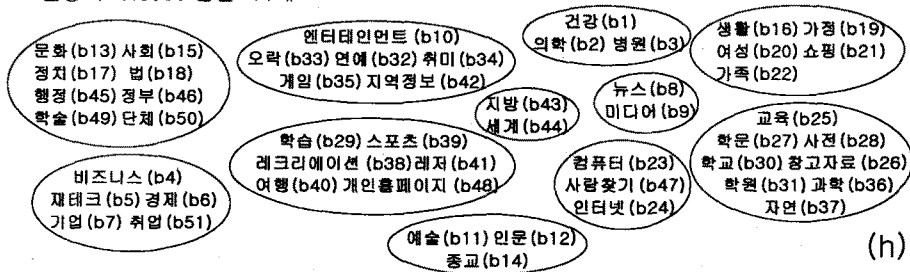 엔터테인먼트 (b10)
오락 (b33) 연예 (b32) 취미 (b34)
게임 (b35) 지역정보 (b42)
건강 (b1)
의학 (b2) 병원 (b3)
생활 (b16) 가정 (b19)
여성 (b20) 쇼핑 (b21)
가족 (b22)
문화 (b13) 사회 (b15)
정치 (b17) 법 (b18)
행정 (b45) 정부 (b46)
학술 (b49) 단체 (b50)
지방 (b43)
세계 (b44)
뉴스 (b8)
미디어 (b9)
학습 (b29) 스포츠 (b39)
레크리에이션 (b38) 레저 (b41)
여행 (b40) 개인홈페이지 (b48)
컴퓨터 (b23)
사람찾기 (b47)
인터넷 (b24)
교육 (b25)
학문 (b27) 사전 (b28)
학교 (b30) 참고자료 (b26)
학원 (b31) 과학 (b36)
자연 (b37)
비즈니스 (b4)
재테크 (b5) 경제 (b6)
기업 (b7) 취업 (b51)
예술 (b11) 인문 (b12)
종교 (b14)
(h)